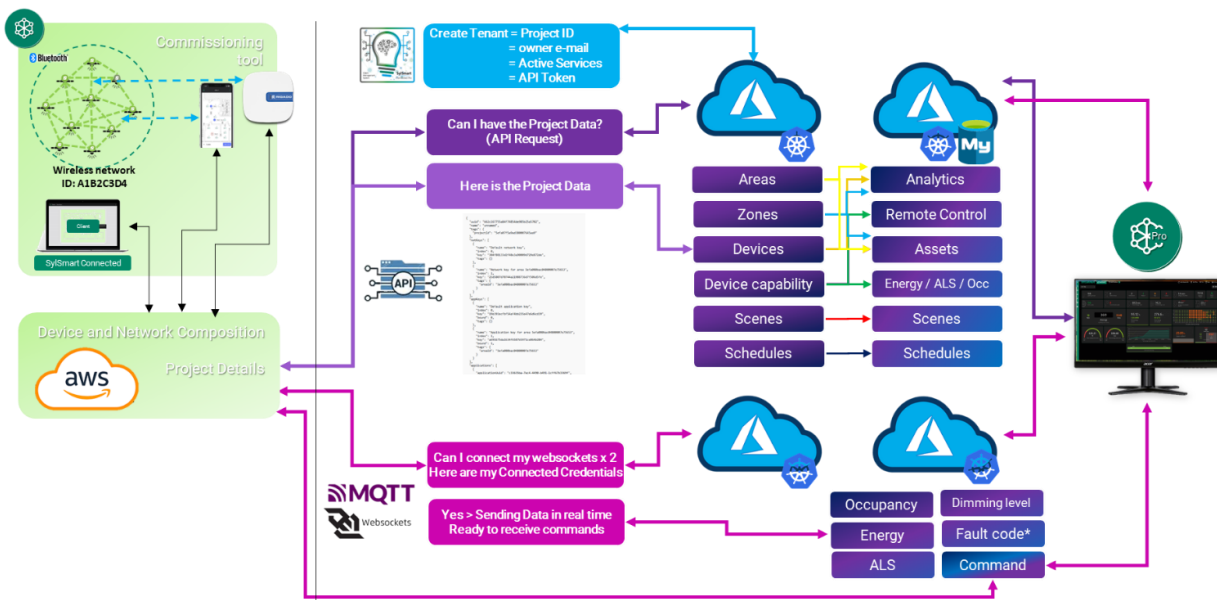 Commissioning
tool
Bluetooth
Wireless network
ID: A1B2C3D4
SylSmart Connected
Device and Network Composition
Project Details
aws
Create Tenant = Project ID
= owner e-mail
= Active Services
= API Token
Can I have the Project Data?
(API Request)
Here is the Project Data
API
My
Areas
Zones
Devices
Device capability
Scenes
Schedules
Analytics
Remote Control
Assets
Energy / ALS / Occ
Scenes
Schedules
Pro
Can I connect my websockets x 2
Here are my Connected Credentials
MQTT
Websockets
Yes > Sending Data in real time
Ready to receive commands
Occupancy
Dimming level
Energy
Fault code*
ALS
Command